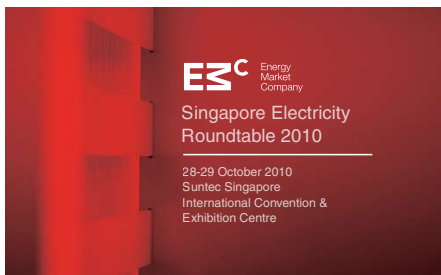 EMC
Energy
Market
Company
Singapore Electricity
Roundtable 2010
28-29 October 2010
Suntec Singapore
International Convention &
Exhibition Centre